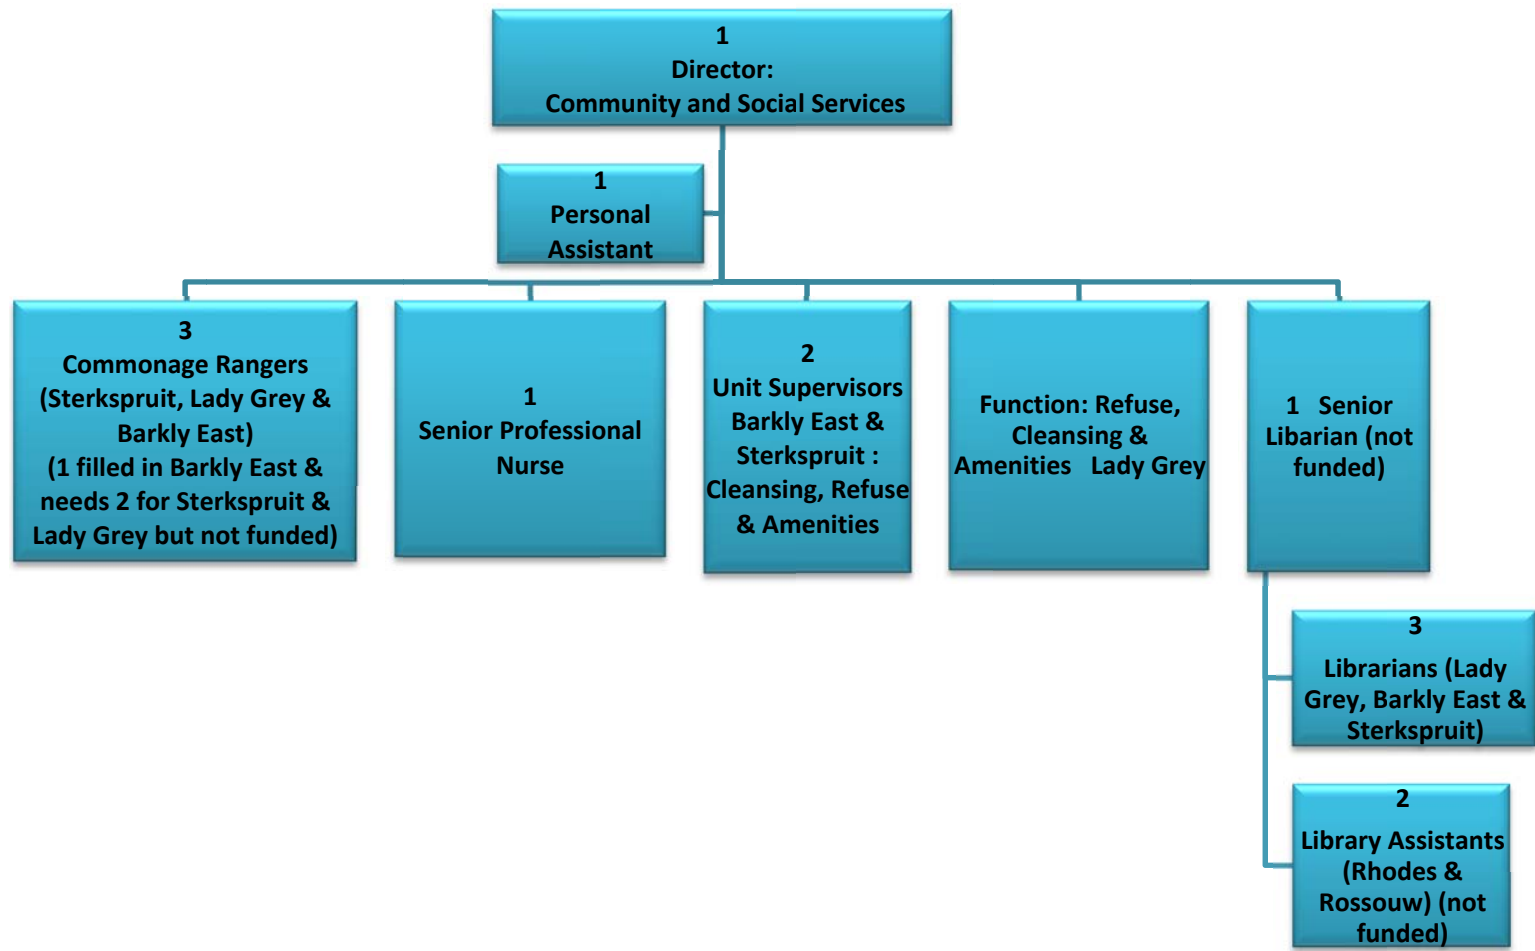 1
Director:
Community and Social Services
1
Personal
Assistant
3
Commonage Rangers
(Sterkspruit, Lady Grey &
Barkly East)
(1 filled in Barkly East &
needs 2 for Sterkspruit &
Lady Grey but not funded)
1
Senior Professional
Nurse
2
Unit Supervisors
Barkly East &
Sterkspruit :
Cleansing, Refuse
& Amenities
Function: Refuse,
Cleansing &
Amenities   Lady Grey
1   Senior
Libarian (not
funded)
3
Librarians (Lady
Grey, Barkly East &
Sterkspruit)
2
Library Assistants
(Rhodes &
Rossouw) (not
funded)